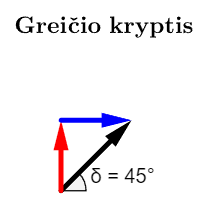 Greičio kryptis
δ = 45°